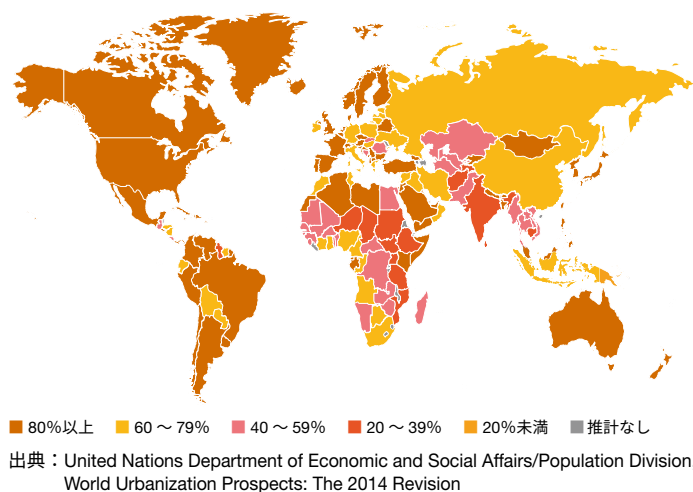 80%以上 60 〜 79% 40 〜 59% 20 〜 39% 20%未満 推計なし
出典：United Nations Department of Economic and Social Affairs/Population Division
World Urbanization Prospects: The 2014 Revision